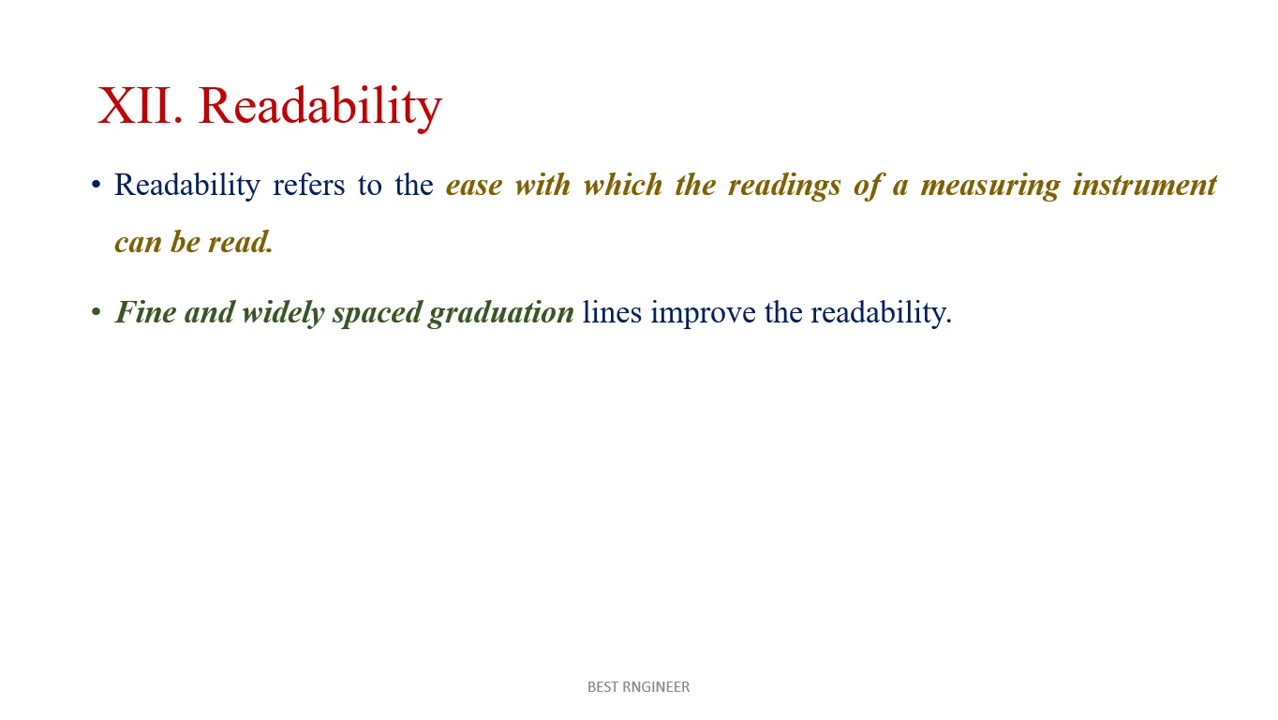 XII. Readability
• Readability refers to the ease with which the readings of a measuring instrument
can be read.
• Fine and widely spaced graduation lines improve the readability.
BEST RNGINEER